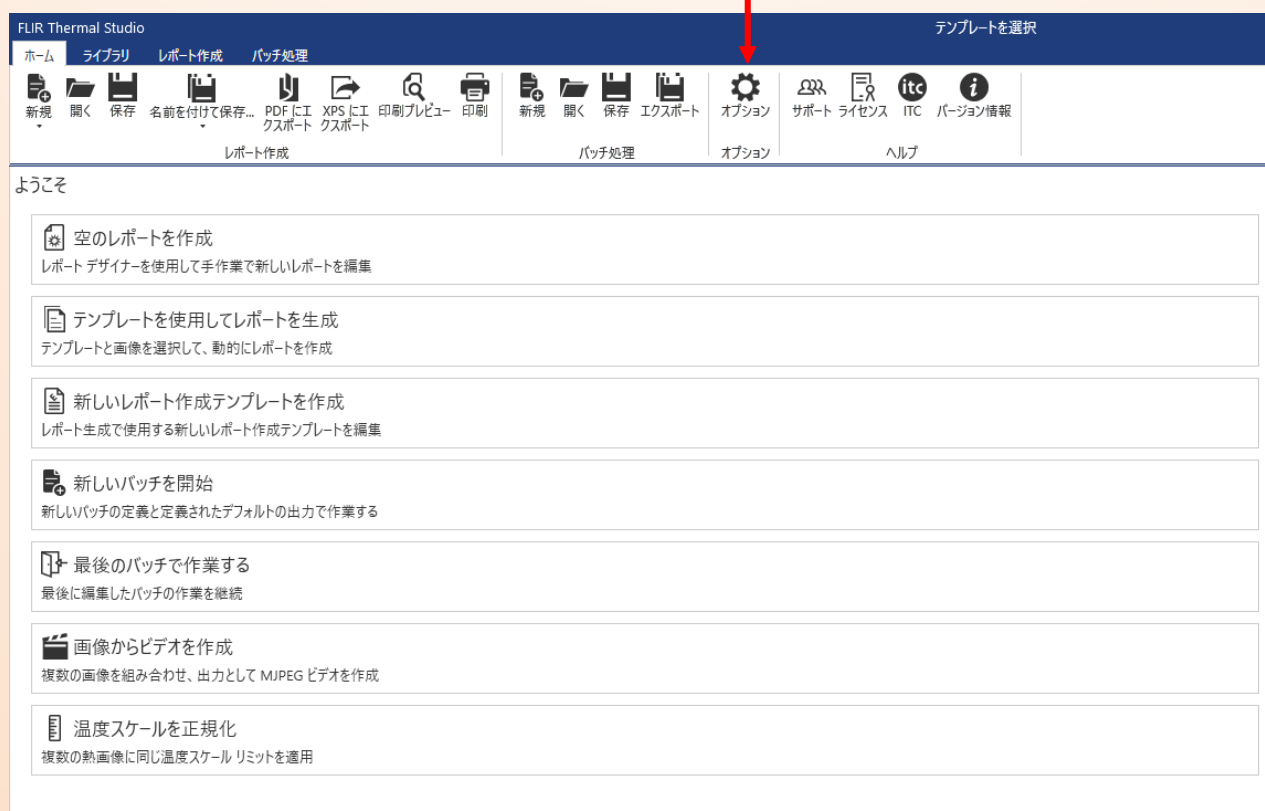 FLIR Thermal Studio
テンプレートを選択
ホーム ライブラリ レポート作成 バッチ処理
新規 開く 保存 名前を付けて保存... PDF にエクスポート XPS にエクスポート 印刷プレビュー 印刷 新規 開く 保存 エクスポート オプション サポート ライセンス itc ITC バージョン情報
レポート作成 バッチ処理 オプション ヘルプ
ようこそ
空のレポートを作成
レポート デザイナーを使用して手作業で新しいレポートを編集
テンプレートを使用してレポートを生成
テンプレートと画像を選択して、動的にレポートを作成
新しいレポート作成テンプレートを作成
レポート生成で使用する新しいレポート作成テンプレートを編集
新しいバッチを開始
新しいバッチの定義と定義されたデフォルトの出力で作業する
最後のバッチで作業する
最後に編集したバッチの作業を継続
画像からビデオを作成
複数の画像を組み合わせ、出力として MJPEG ビデオを作成
温度スケールを正規化
複数の熱画像に同じ温度スケール リミットを適用